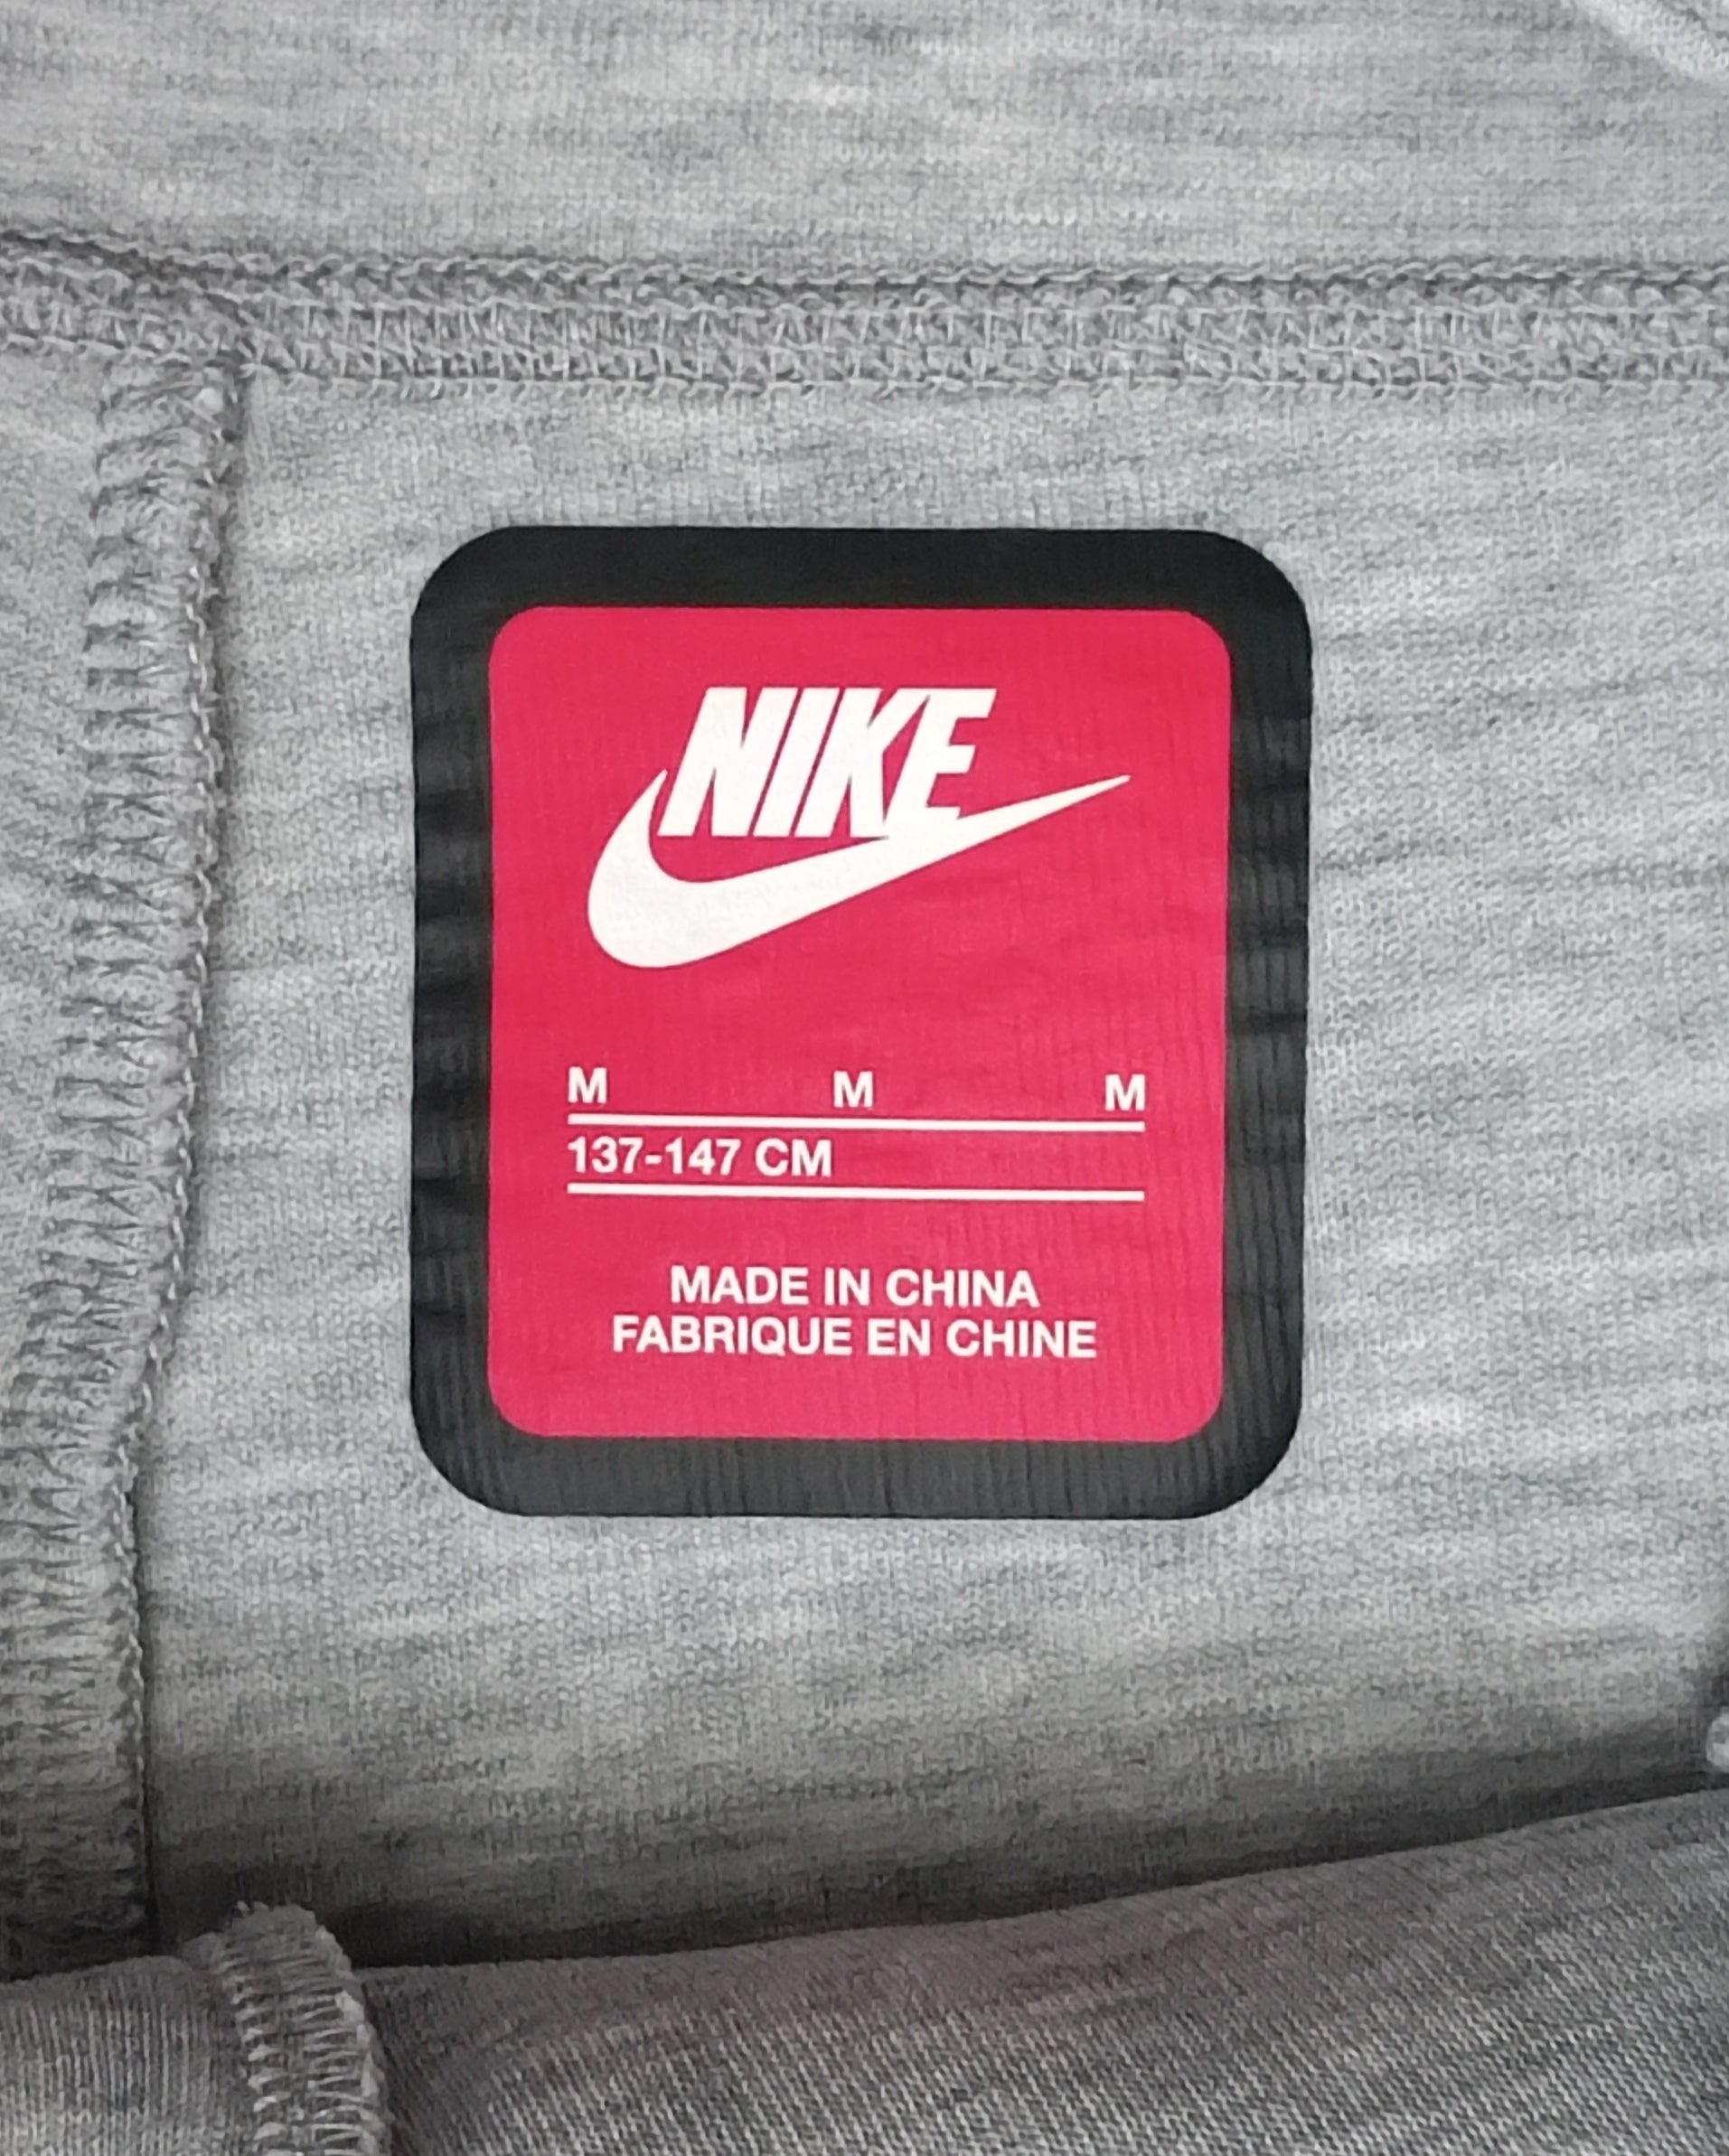 NIKE
M M M
137-147 CM
MADE IN CHINA
FABRIQUE EN CHINE